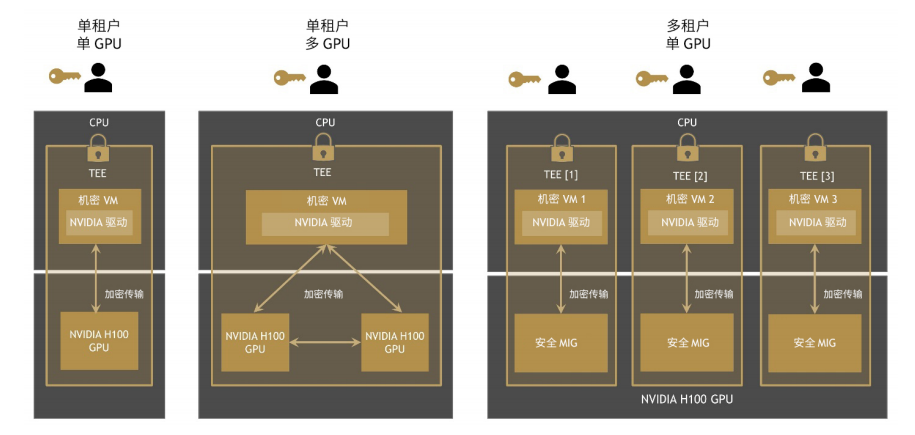 单租户
单 GPU
单租户
多 GPU
多租户
单 GPU
CPU
TEE
机密 VM
NVIDIA 驱动
加密传输
NVIDIA H100
GPU
CPU
TEE
机密 VM
NVIDIA 驱动
加密传输
NVIDIA H100
GPU
NVIDIA H100
GPU
CPU
TEE [1]
TEE [2]
TEE [3]
机密 VM 1
机密 VM 2
机密 VM 3
NVIDIA 驱动
NVIDIA 驱动
NVIDIA 驱动
加密传输
加密传输
加密传输
安全 MIG
安全 MIG
安全 MIG
NVIDIA H100 GPU